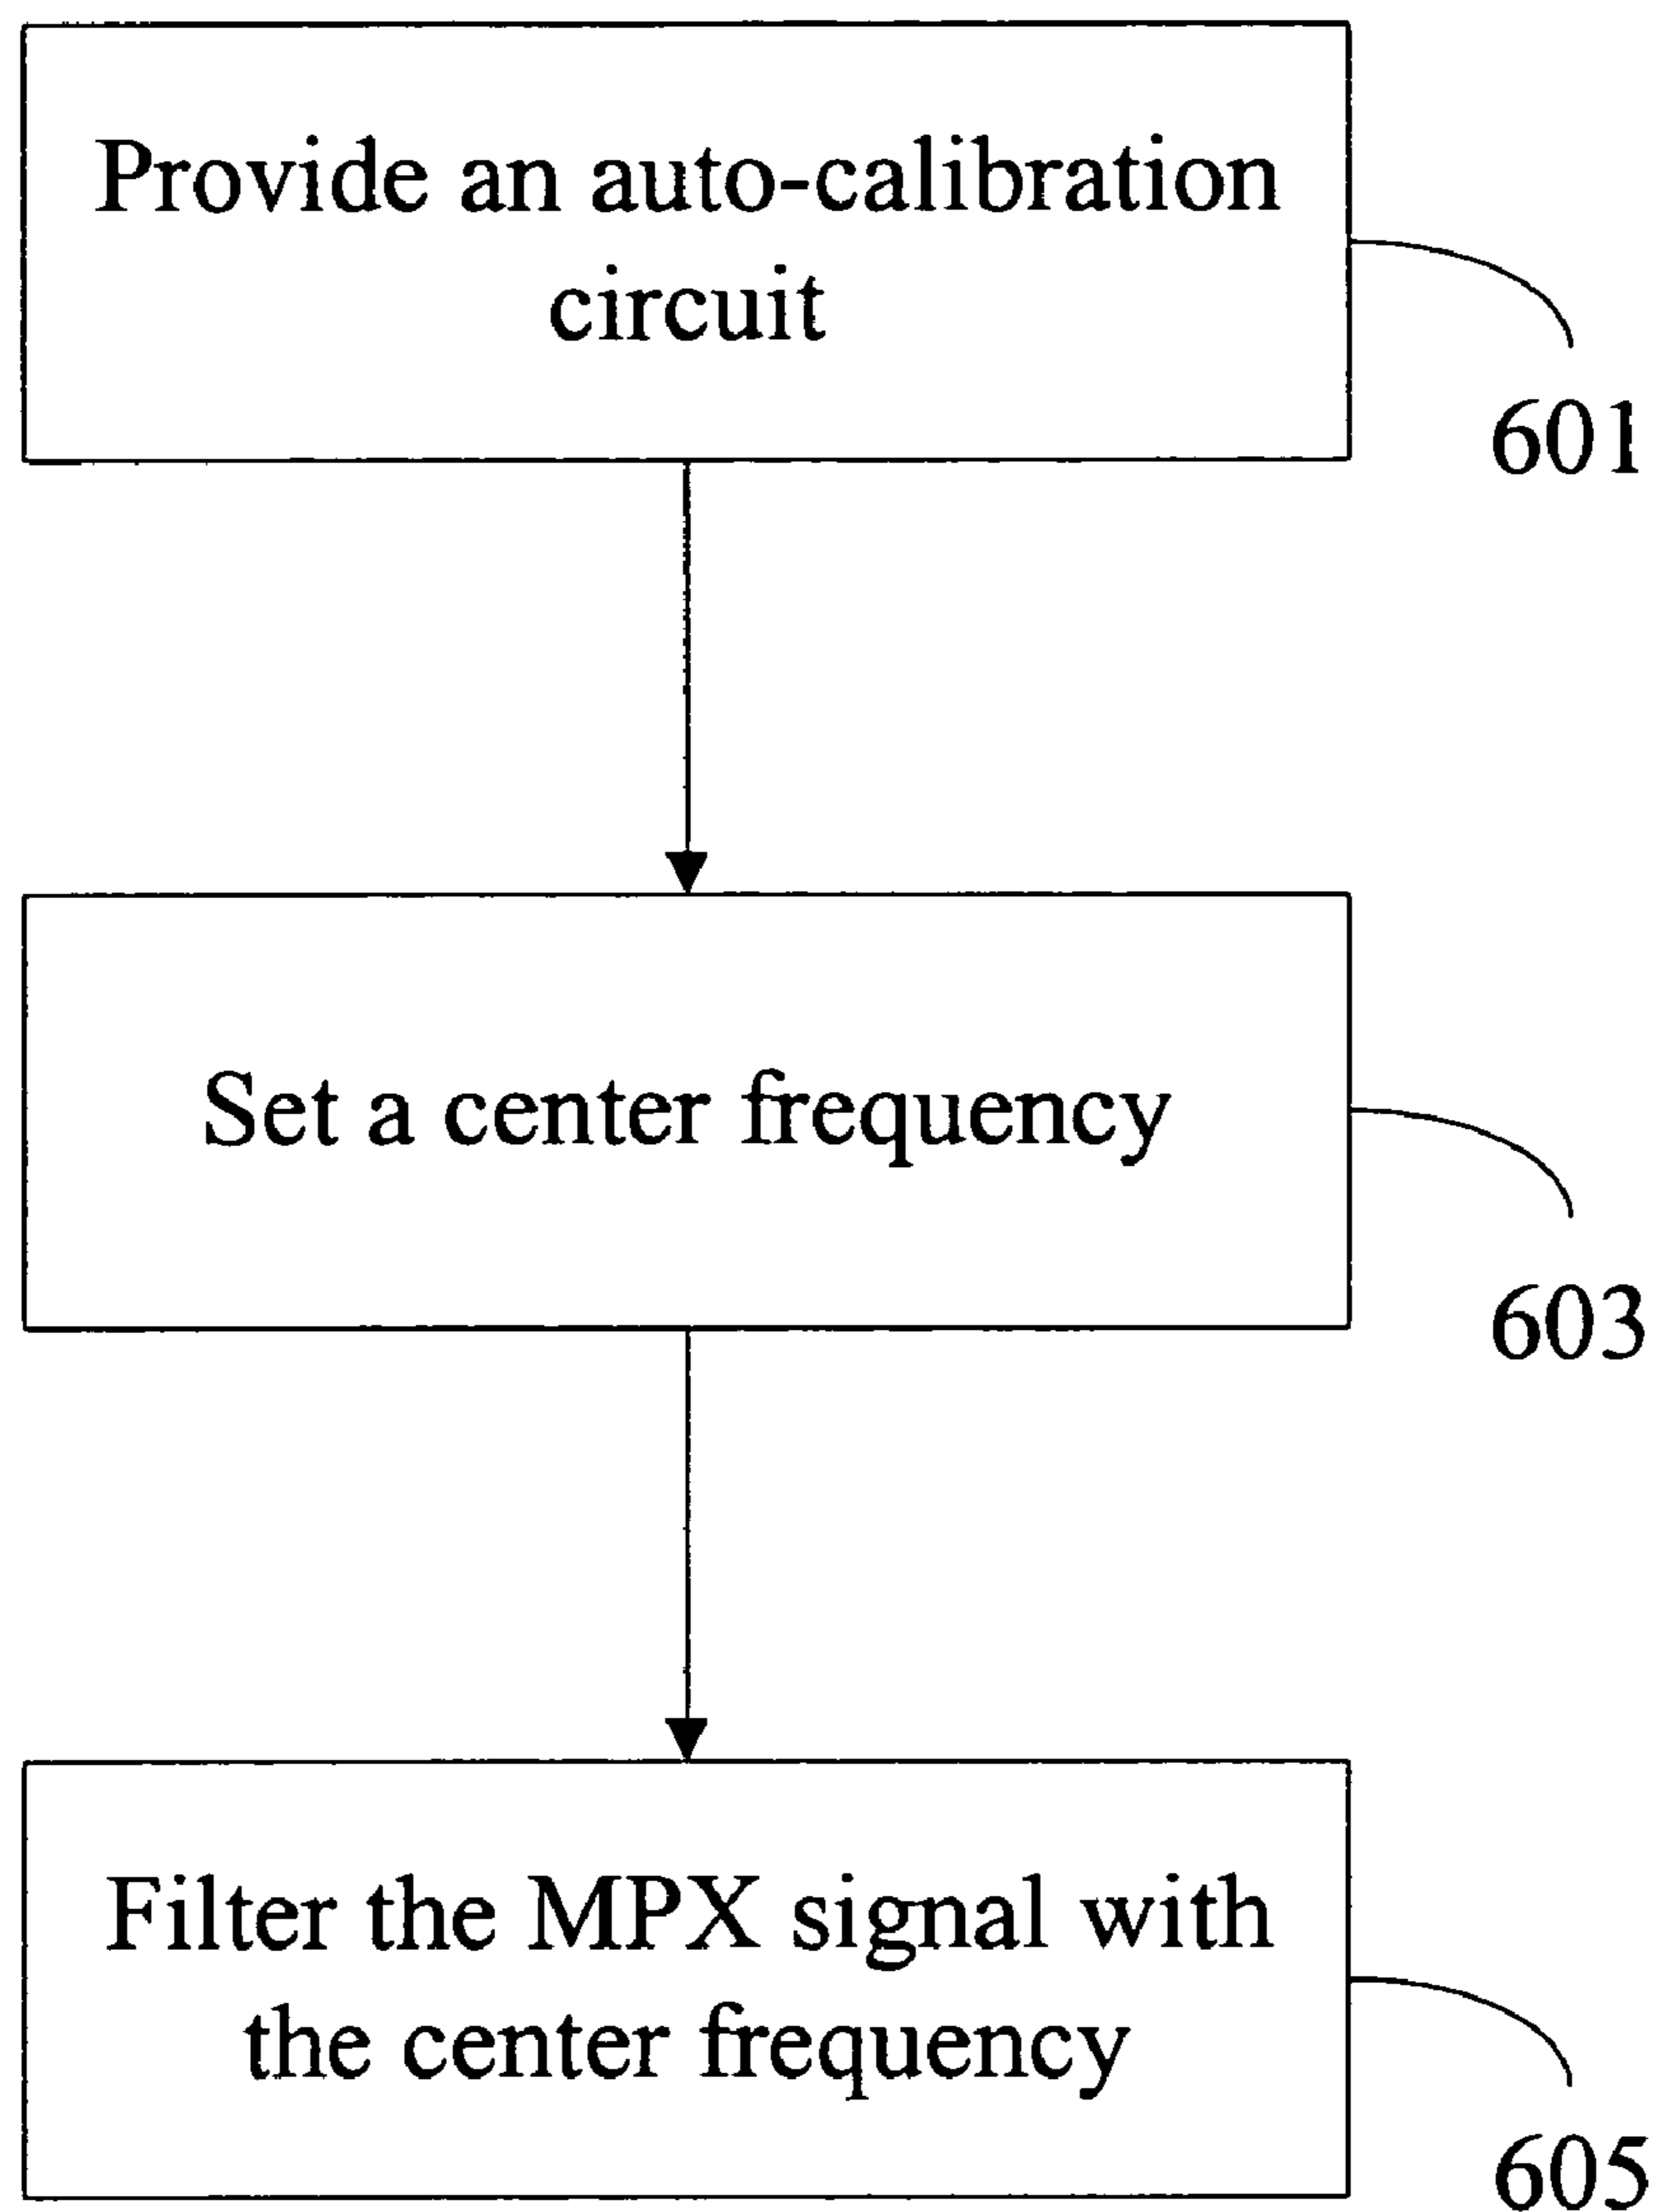 Provide an auto-calibration
circuit
601
Set a center frequency
603
Filter the MPX signal with
the center frequency
605